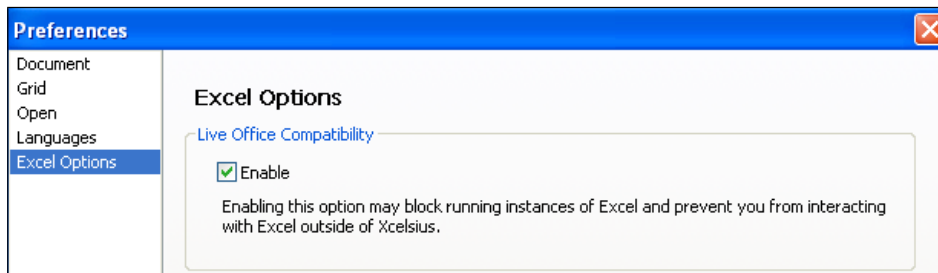 Preferences
Document
Grid
Open
Languages
Excel Options
Excel Options
Live Office Compatibility
Enable
Enabling this option may block running instances of Excel and prevent you from interacting
with Excel outside of Xcelsius.